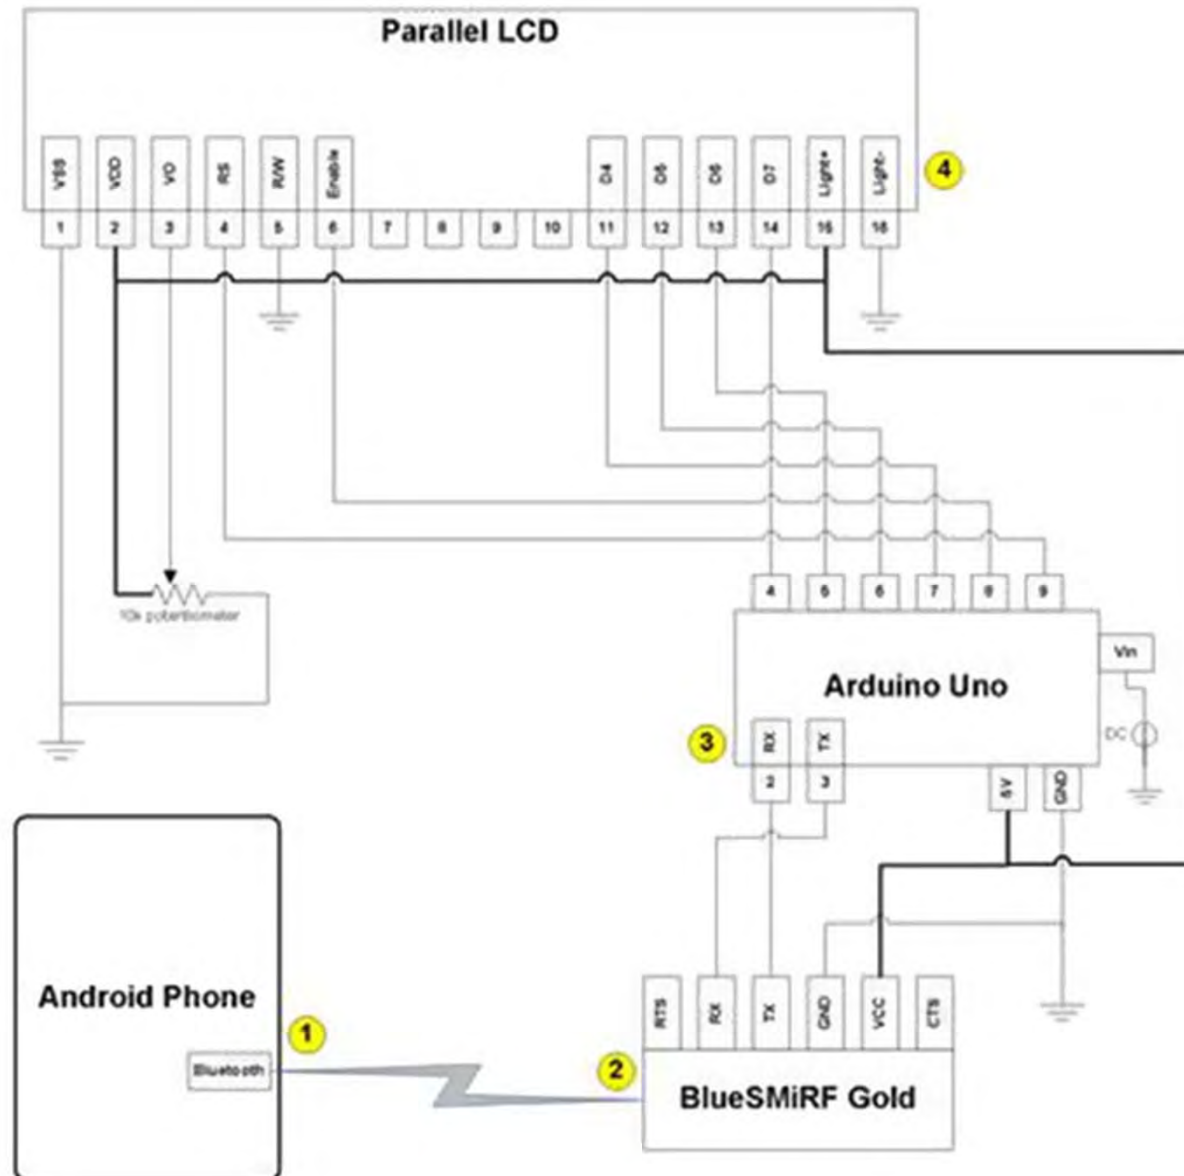 Parallel LCD
VSS VDD VO RS R/W Enable D4 D5 D6 D7 Light+ Light-
4
1 2 3 4 5 6 7 8 9 10 11 12 13 14 15 16
10k potentiometer
4 5 6 7 8 9
Arduino Uno
Vin
DC
3
RX TX
2 3
5V GND
Android Phone
Bluetooth
1
2
RTS RX TX GND VCC CTS
BlueSMiRF Gold